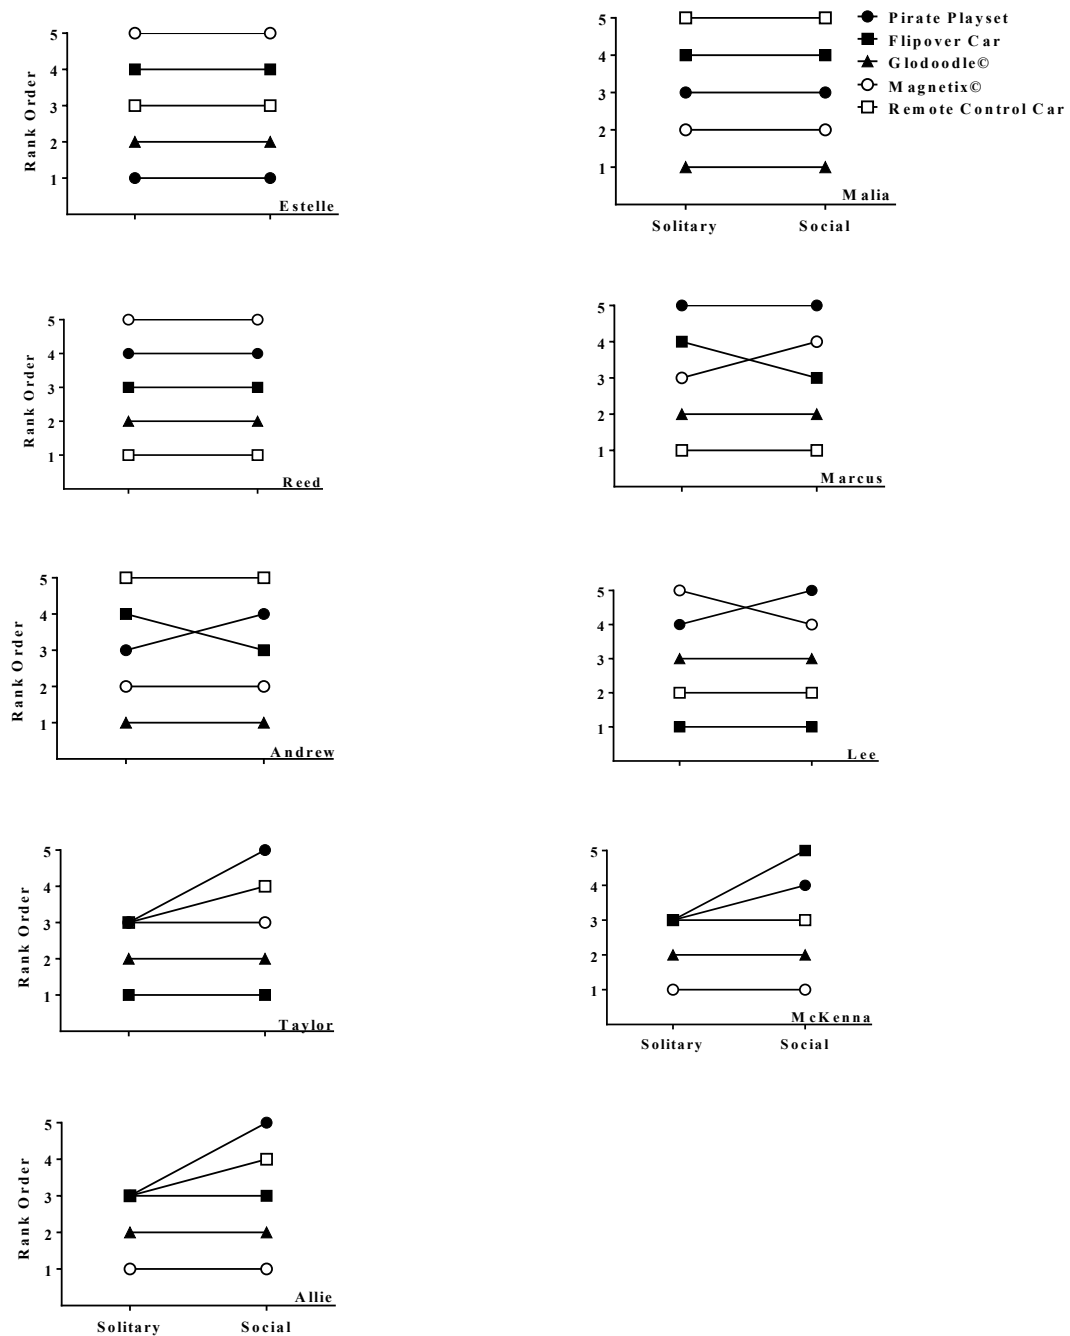 5
4
3
2
1
Rank Order
Estelle
5
4
3
2
1
Malia
Solitary Social
Pirate Playset
Flipover Car
Glodoodle©
Magnetix©
Remote Control Car
5
4
3
2
1
Rank Order
Reed
5
4
3
2
1
Marcus
5
4
3
2
1
Rank Order
Andrew
5
4
3
2
1
Lee
5
4
3
2
1
Rank Order
Taylor
5
4
3
2
1
McKenna
Solitary Social
5
4
3
2
1
Rank Order
Allie
Solitary Social